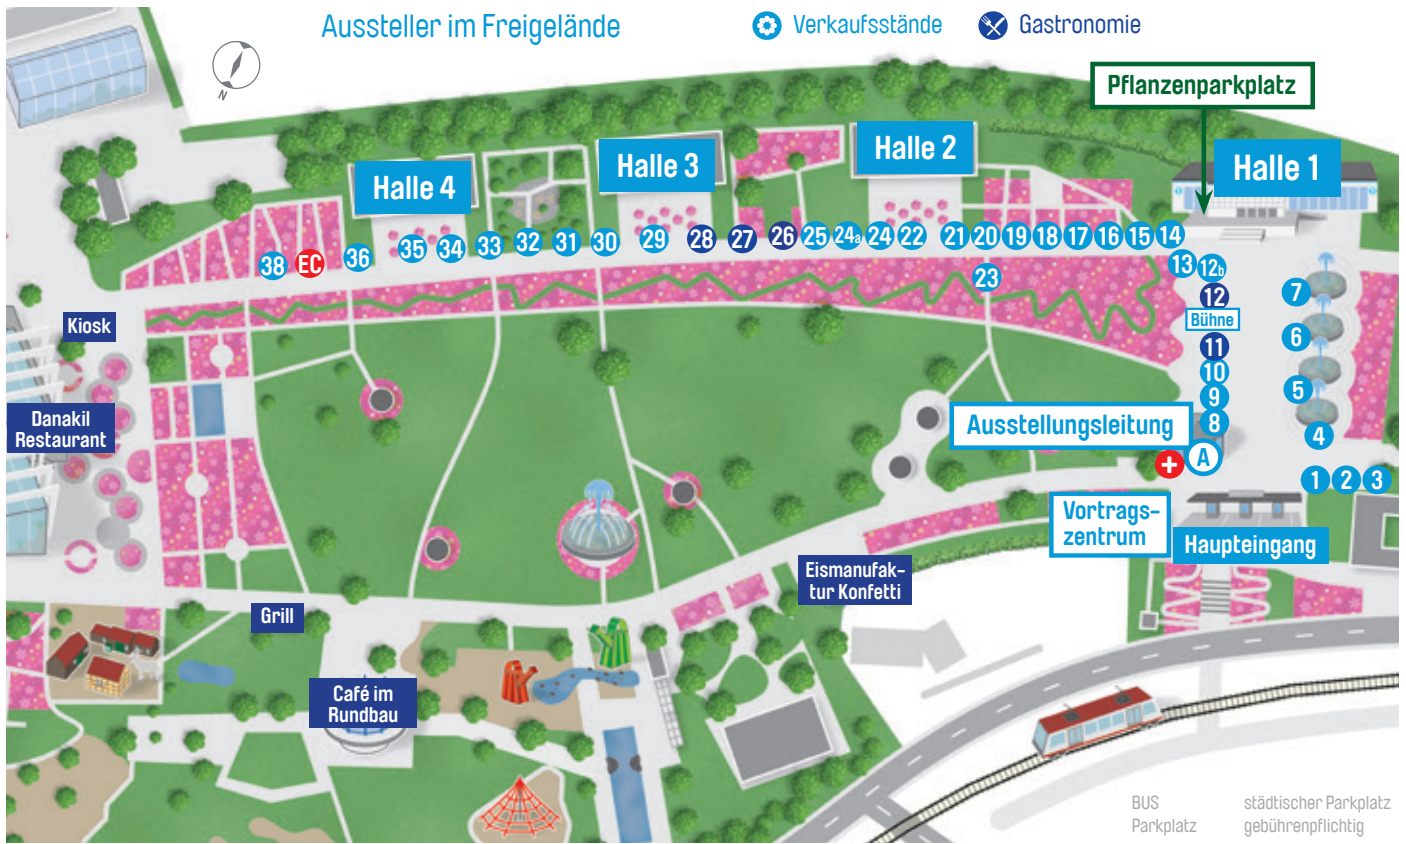 Aussteller im Freigelände
Verkaufsstände
Gastronomie
N
Pflanzenparkplatz
Halle 4
Halle 3
Halle 2
Halle 1
38
EC
36
35
34
33
32
31
30
29
28
27
26
25
24a
24
22
21
20
19
18
17
16
15
14
23
13
12b
12
Bühne
11
10
9
8
7
6
5
4
1
2
3
Kiosk
Danakil
Restaurant
Ausstellungsleitung
A
Vortrags-
zentrum
Haupteingang
Eismanufak-
tur Konfetti
Grill
Café im
Rundbau
BUS
Parkplatz
städtischer Parkplatz
gebührenpflichtig